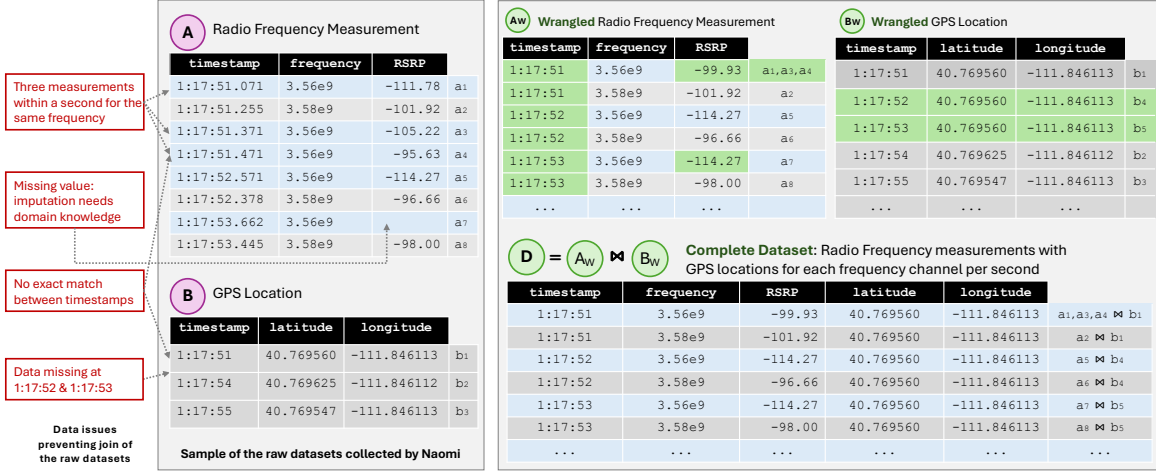 A Radio Frequency Measurement
timestamp frequency RSRP
1:17:51.071 3.56e9 -111.78 a1
1:17:51.255 3.58e9 -101.92 a2
1:17:51.371 3.56e9 -105.22 a3
1:17:51.471 3.56e9 -95.63 a4
1:17:52.571 3.56e9 -114.27 a5
1:17:52.378 3.58e9 -96.66 a6
1:17:53.662 3.56e9 a7
1:17:53.445 3.58e9 -98.00 a8
Three measurements
within a second for the
same frequency
Missing value:
imputation needs
domain knowledge
No exact match
between timestamps
Data missing at
1:17:52 & 1:17:53
Data issues
preventing join of
the raw datasets
B GPS Location
timestamp latitude longitude
1:17:51 40.769560 -111.846113 b1
1:17:54 40.769625 -111.846112 b2
1:17:55 40.769547 -111.846113 b3
Sample of the raw datasets collected by Naomi
Aw Wrangled Radio Frequency Measurement
timestamp frequency RSRP
1:17:51 3.56e9 -99.93 a1,a3,a4
1:17:51 3.58e9 -101.92 a2
1:17:52 3.56e9 -114.27 a5
1:17:52 3.58e9 -96.66 a6
1:17:53 3.56e9 -114.27 a7
1:17:53 3.58e9 -98.00 a8
... ... ...
Bw Wrangled GPS Location
timestamp latitude longitude
1:17:51 40.769560 -111.846113 b1
1:17:52 40.769560 -111.846113 b4
1:17:53 40.769560 -111.846113 b5
1:17:54 40.769625 -111.846112 b2
1:17:55 40.769547 -111.846113 b3
... ... ...
D = Aw ⋈ Bw Complete Dataset: Radio Frequency measurements with
GPS locations for each frequency channel per second
timestamp frequency RSRP latitude longitude
1:17:51 3.56e9 -99.93 40.769560 -111.846113 a1,a3,a4 ⋈ b1
1:17:51 3.58e9 -101.92 40.769560 -111.846113 a2 ⋈ b1
1:17:52 3.56e9 -114.27 40.769560 -111.846113 a5 ⋈ b4
1:17:52 3.58e9 -96.66 40.769560 -111.846113 a6 ⋈ b4
1:17:53 3.56e9 -114.27 40.769560 -111.846113 a7 ⋈ b5
1:17:53 3.58e9 -98.00 40.769560 -111.846113 a8 ⋈ b5
... ... ... ... ...